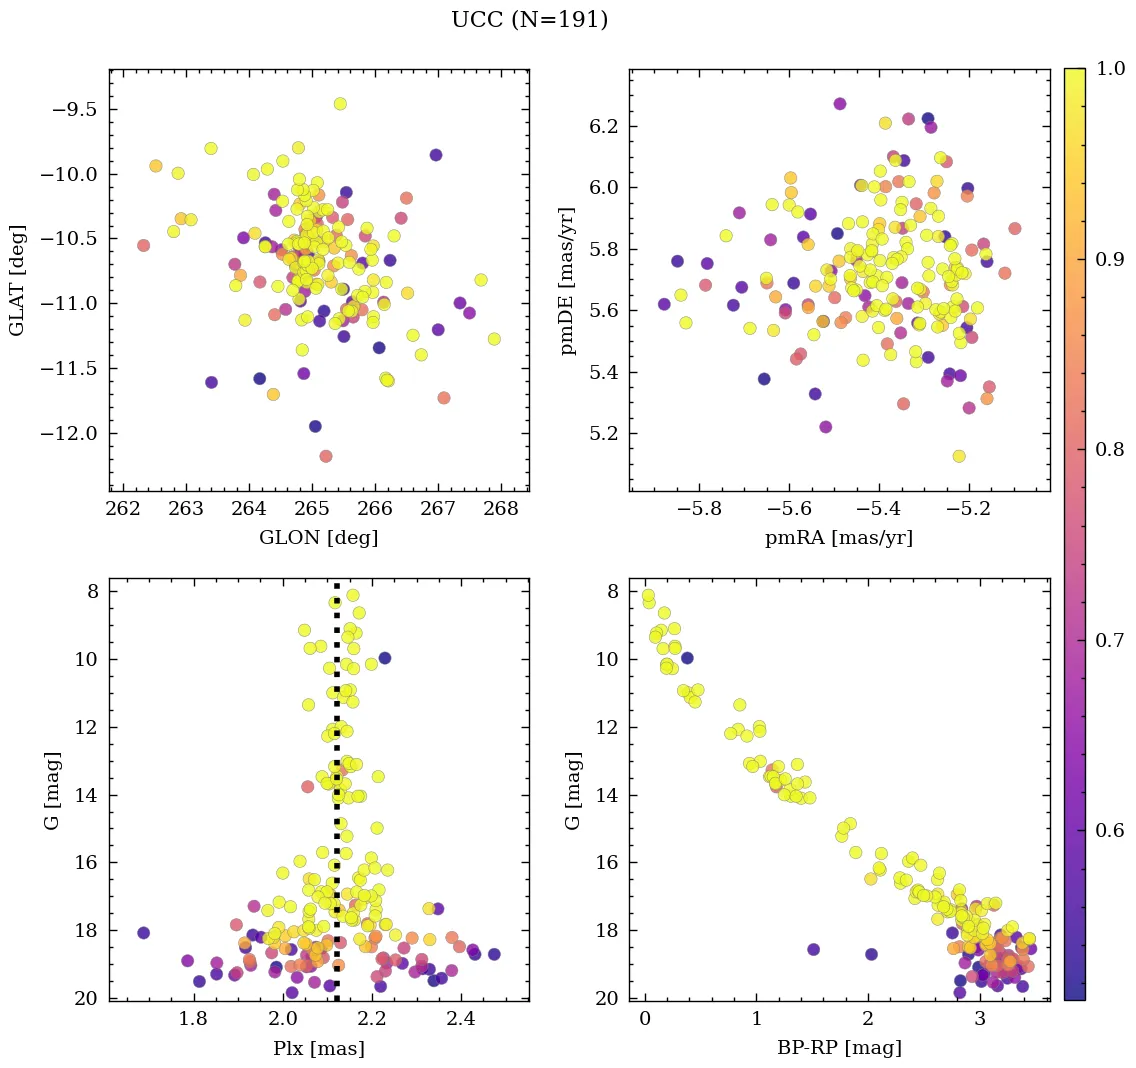 UCC (N=191)
−9.5
−10.0
−10.5
−11.0
−11.5
−12.0
GLAT [deg]
262 263 264 265 266 267 268
GLON [deg]
6.2
6.0
5.8
5.6
5.4
5.2
pmDE [mas/yr]
−5.8 −5.6 −5.4 −5.2
pmRA [mas/yr]
8
10
12
14
16
18
20
G [mag]
1.8 2.0 2.2 2.4
Plx [mas]
8
10
12
14
16
18
20
G [mag]
0 1 2 3
BP-RP [mag]
1.0
0.9
0.8
0.7
0.6